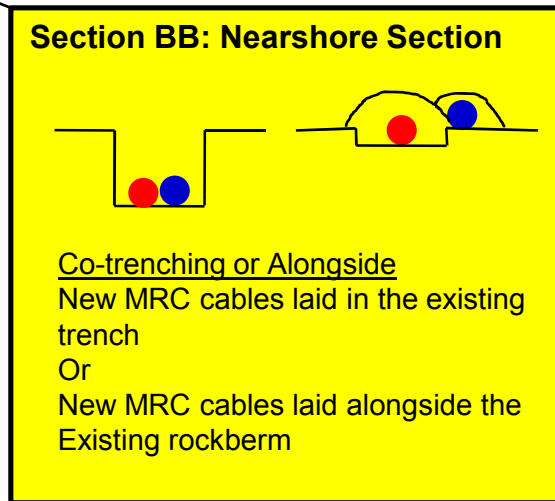 Section BB: Nearshore Section
Co-trenching or Alongside
New MRC cables laid in the existing
trench
Or
New MRC cables laid alongside the
Existing rockberm